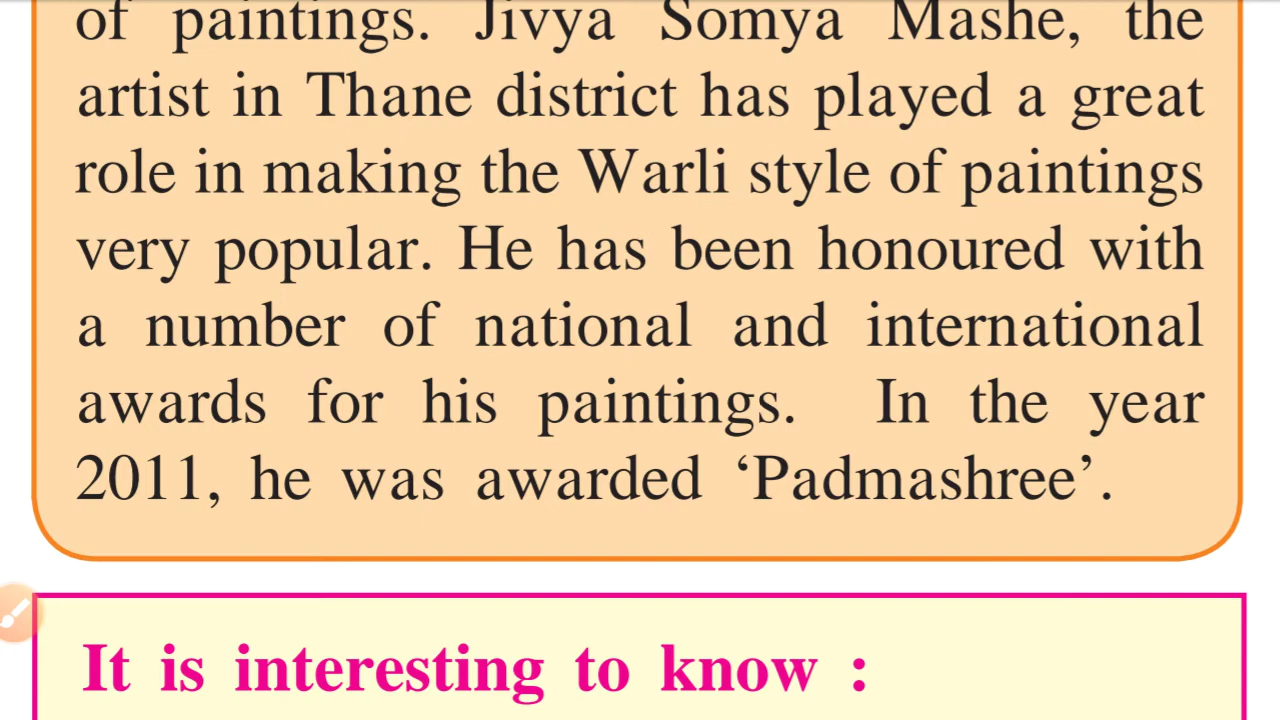 of paintings. Jivya Somya Mashe, the
artist in Thane district has played a great
role in making the Warli style of paintings
very popular. He has been honoured with
a number of national and international
awards for his paintings. In the year
2011, he was awarded ‘Padmashree’.
It is interesting to know :